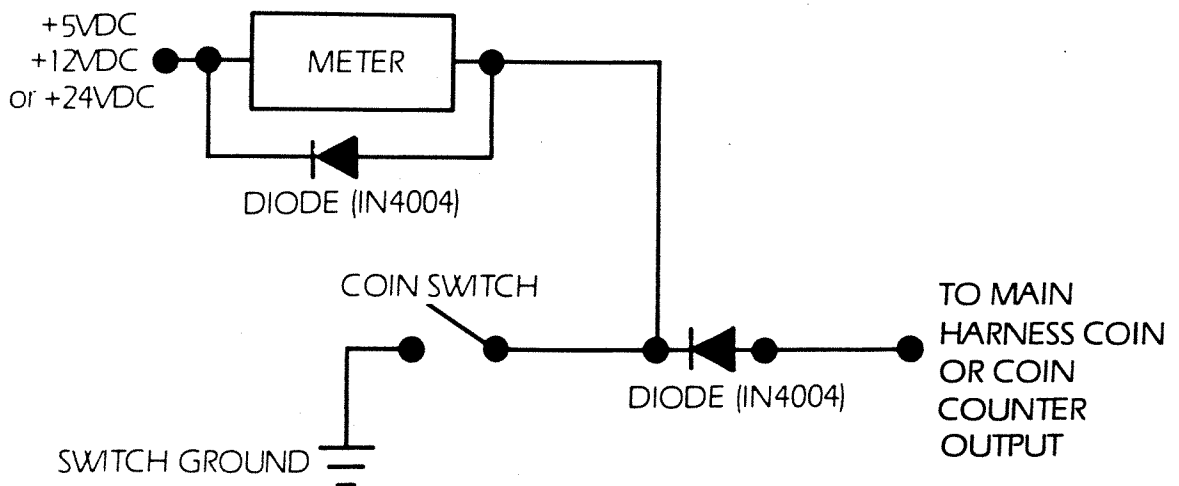 +5VDC
+12VDC
or +24VDC
METER
DIODE (IN4004)
COIN SWITCH
DIODE (IN4004)
TO MAIN
HARNESS COIN
OR COIN
COUNTER
OUTPUT
SWITCH GROUND